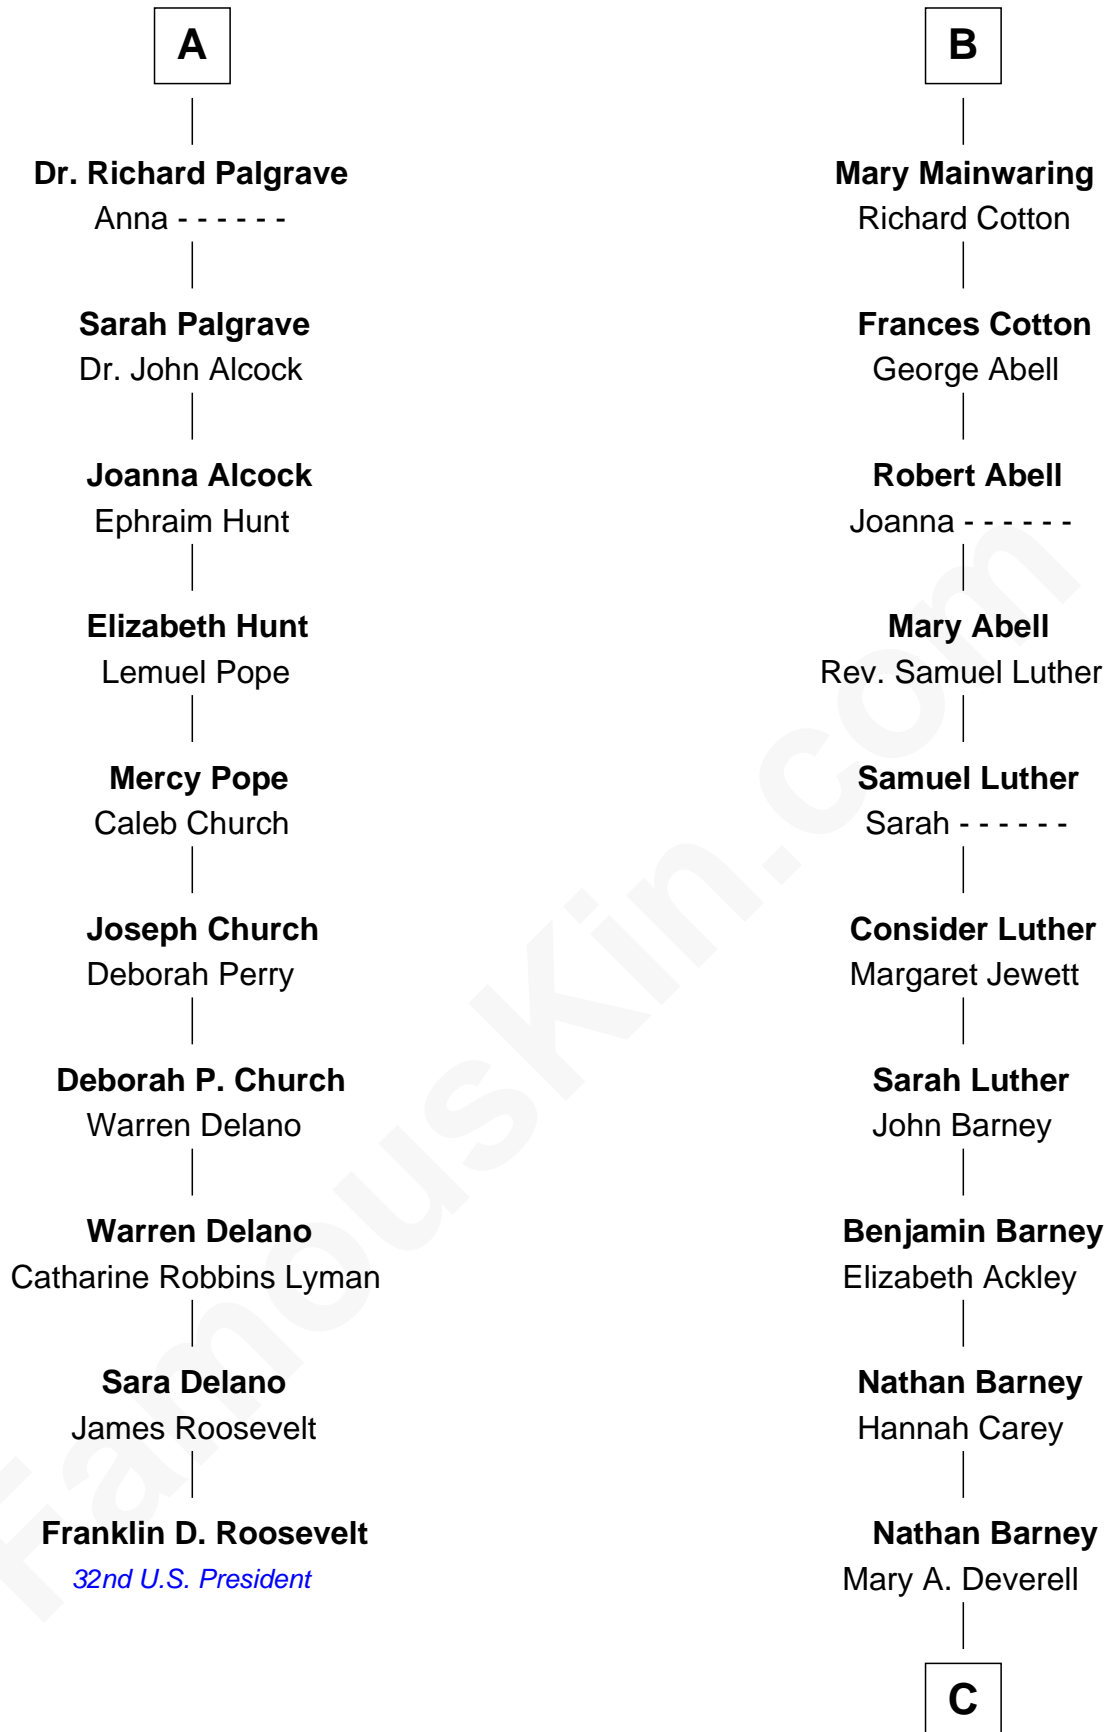 A
Dr. Richard Palgrave
Anna - - - - - -
Sarah Palgrave
Dr. John Alcock
Joanna Alcock
Ephraim Hunt
Elizabeth Hunt
Lemuel Pope
Mercy Pope
Caleb Church
Joseph Church
Deborah Perry
Deborah P. Church
Warren Delano
Warren Delano
Catharine Robbins Lyman
Sara Delano
James Roosevelt
Franklin D. Roosevelt
32nd U.S. President
B
Mary Mainwaring
Richard Cotton
Frances Cotton
George Abell
Robert Abell
Joanna - - - - - -
Mary Abell
Rev. Samuel Luther
Samuel Luther
Sarah - - - - - -
Consider Luther
Margaret Jewett
Sarah Luther
John Barney
Benjamin Barney
Elizabeth Ackley
Nathan Barney
Hannah Carey
Nathan Barney
Mary A. Deverell
C
FamousKin.com